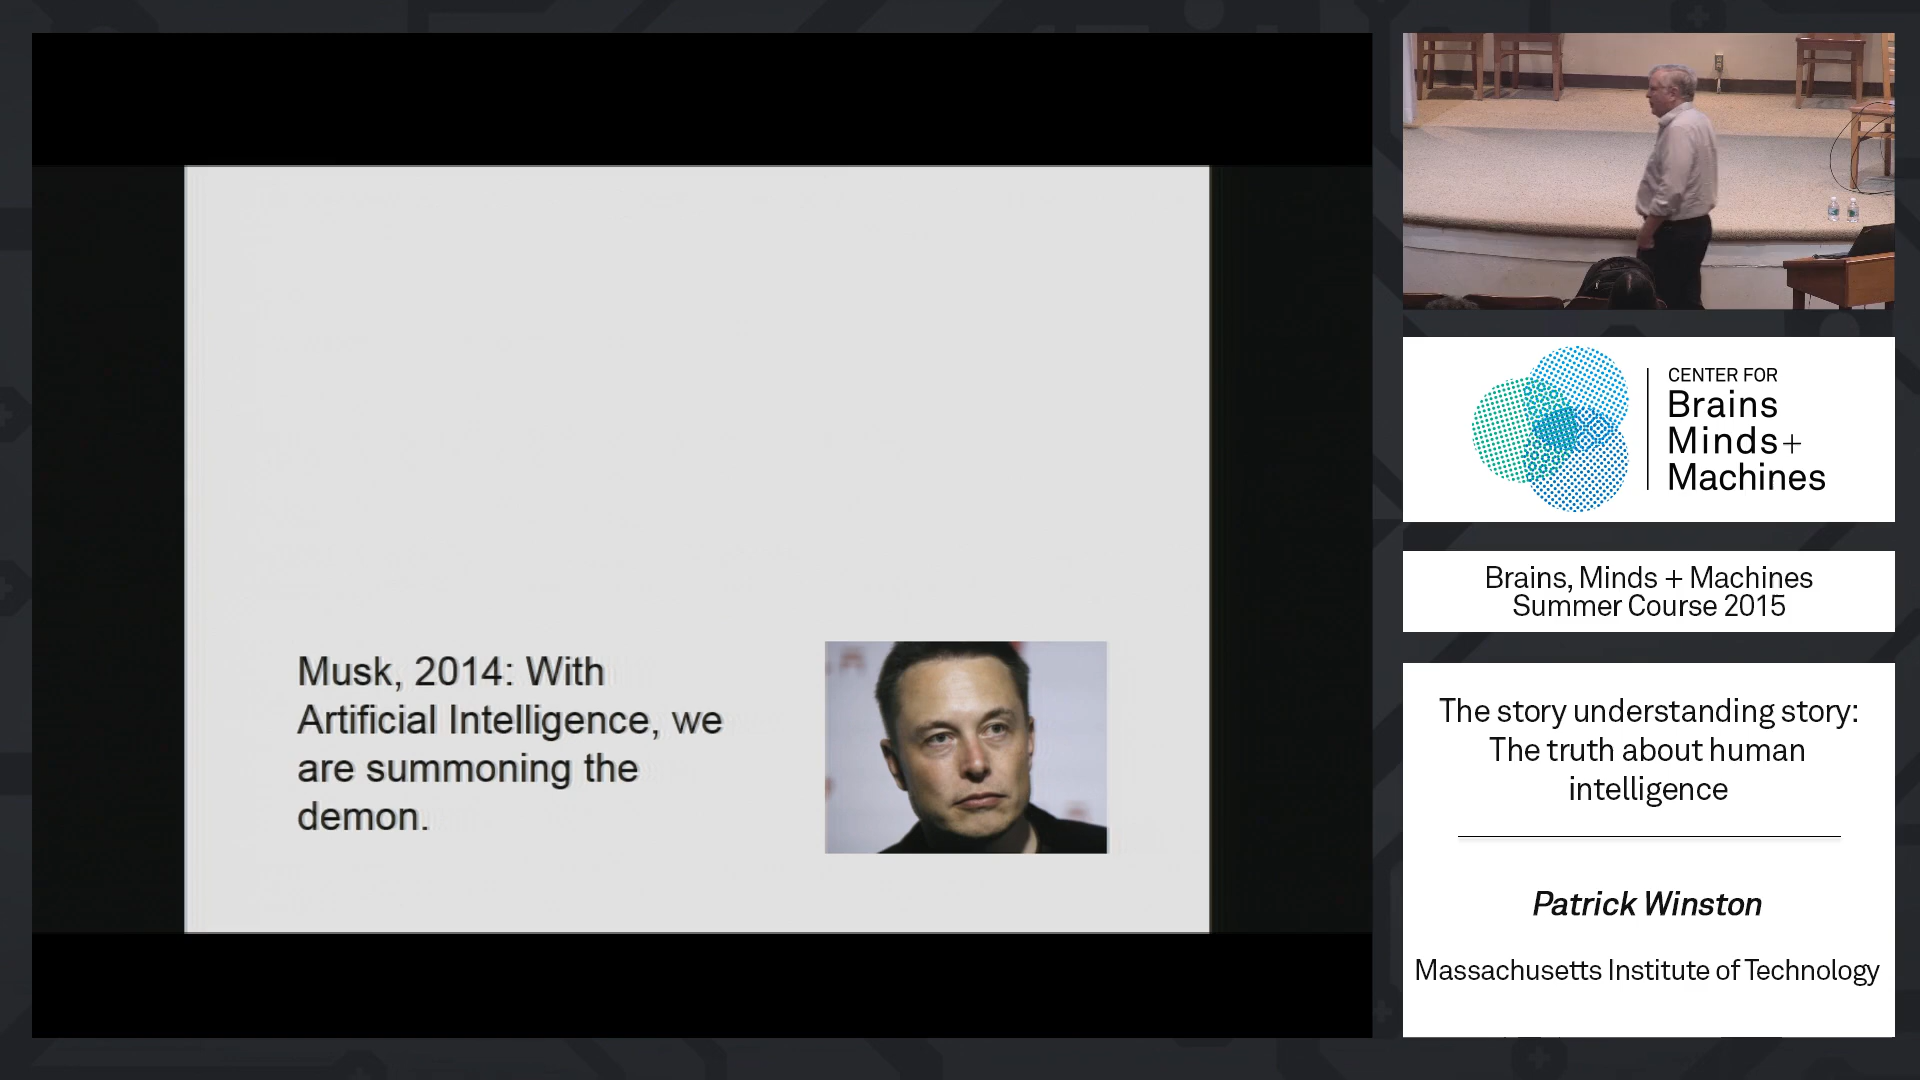 Musk, 2014: With
Artificial Intelligence, we
are summoning the
demon.
CENTER FOR
Brains
Minds+
Machines
Brains, Minds + Machines
Summer Course 2015
The story understanding story:
The truth about human
intelligence
Patrick Winston
Massachusetts Institute of Technology